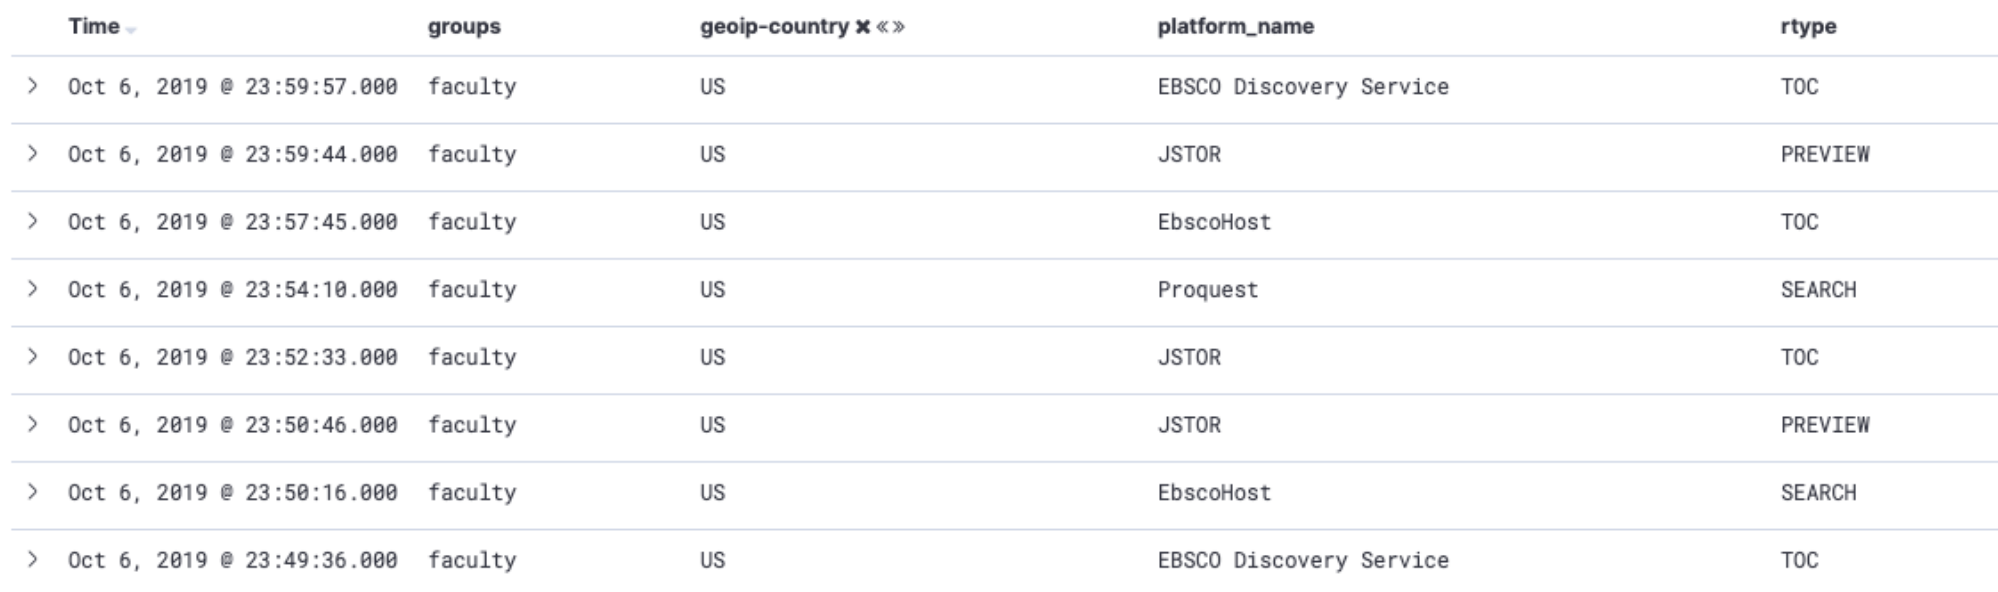 Time groups geoip-country ✖ « » platform_name rtype
> Oct 6, 2019 @ 23:59:57.000 faculty US EBSCO Discovery Service TOC
> Oct 6, 2019 @ 23:59:44.000 faculty US JSTOR PREVIEW
> Oct 6, 2019 @ 23:57:45.000 faculty US EbscoHost TOC
> Oct 6, 2019 @ 23:54:10.000 faculty US Proquest SEARCH
> Oct 6, 2019 @ 23:52:33.000 faculty US JSTOR TOC
> Oct 6, 2019 @ 23:50:46.000 faculty US JSTOR PREVIEW
> Oct 6, 2019 @ 23:50:16.000 faculty US EbscoHost SEARCH
> Oct 6, 2019 @ 23:49:36.000 faculty US EBSCO Discovery Service TOC